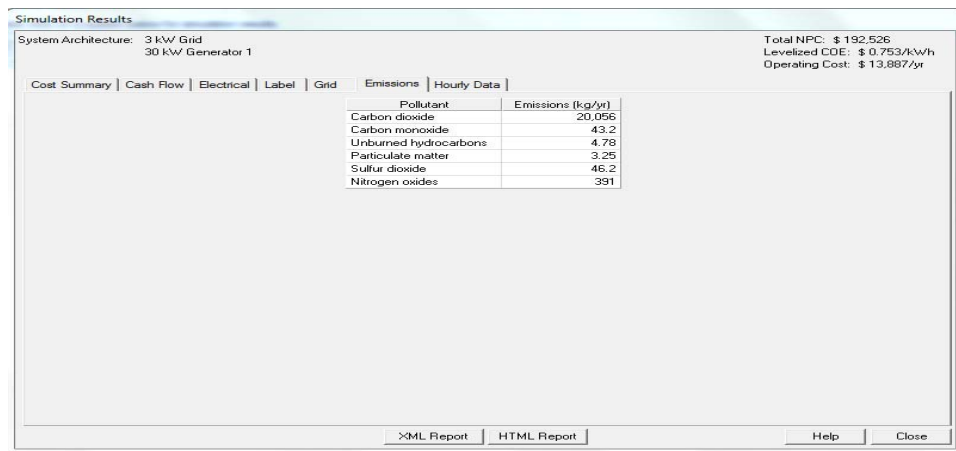 Simulation Results
System Architecture: 3 kW Grid
30 kW Generator 1
Total NPC: $ 192,526
Levelized COE: $ 0.753/kWh
Operating Cost: $ 13,887/yr
Cost Summary Cash Flow Electrical Label Grid Emissions Hourly Data
Pollutant Emissions (kg/yr)
Carbon dioxide 20,056
Carbon monoxide 43.2
Unburned hydrocarbons 4.78
Particulate matter 3.25
Sulfur dioxide 46.2
Nitrogen oxides 391
XML Report HTML Report Help Close